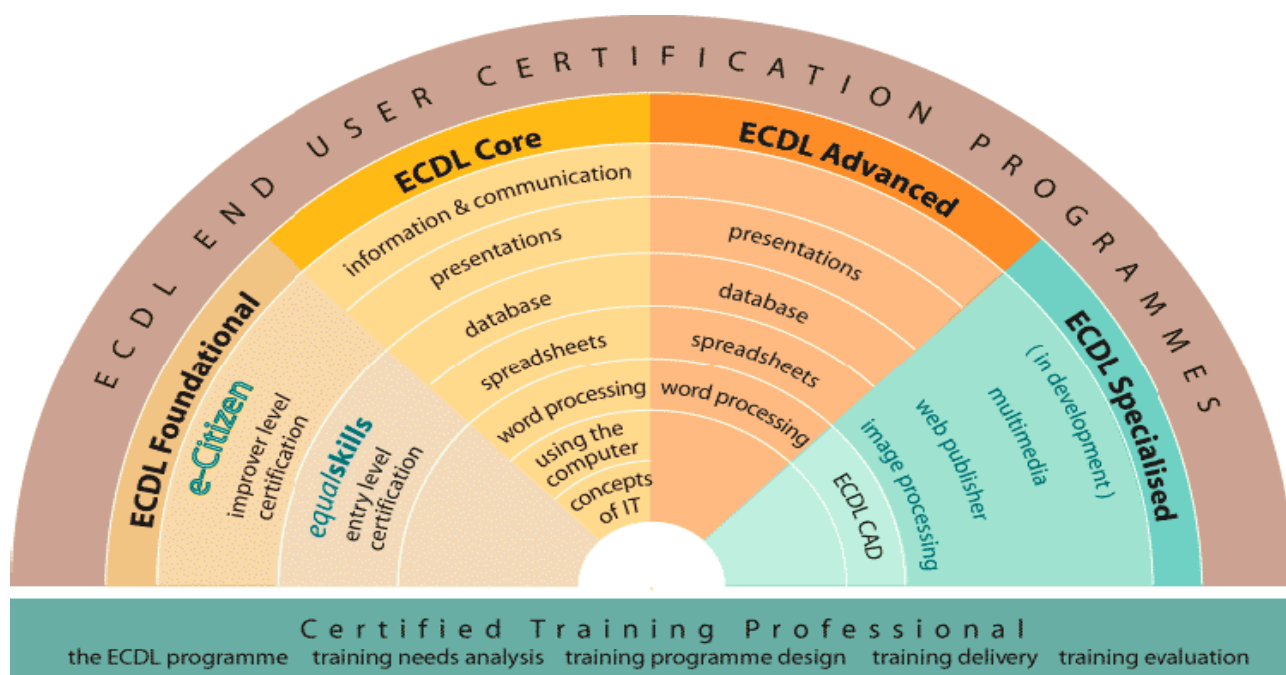 ECDL END USER CERTIFICATION PROGRAMMES
ECDL Foundational
e-Citizen
improver level
certification
equalskills
entry level
certification
ECDL Core
information & communication
presentations
database
spreadsheets
word processing
using the
computer
concepts
of IT
ECDL Advanced
presentations
database
spreadsheets
word processing
ECDL Specialised
(in development)
multimedia
web publisher
image processing
ECDL CAD
Certified Training Professional
the ECDL programme training needs analysis training programme design training delivery training evaluation